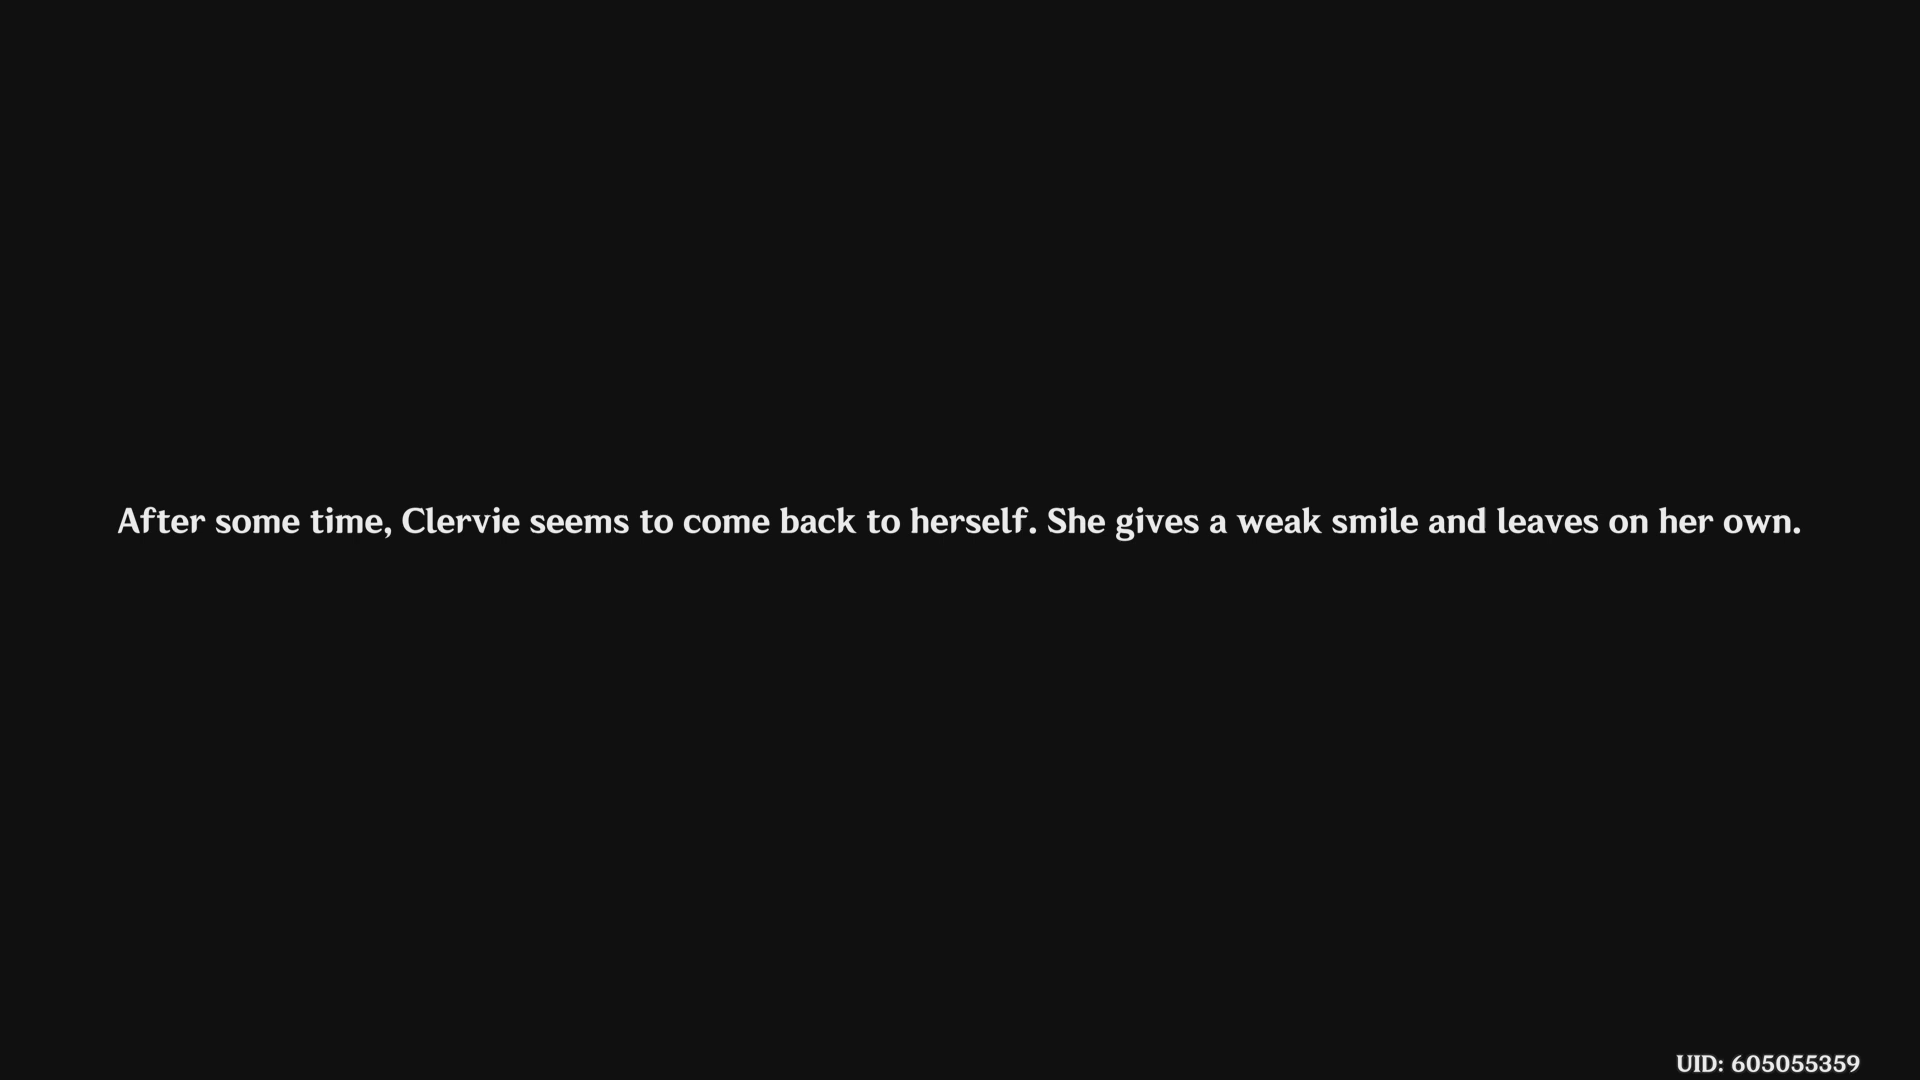 After some time, Clervie seems to come back to herself. She gives a weak smile and leaves on her own.
UID: 605055359